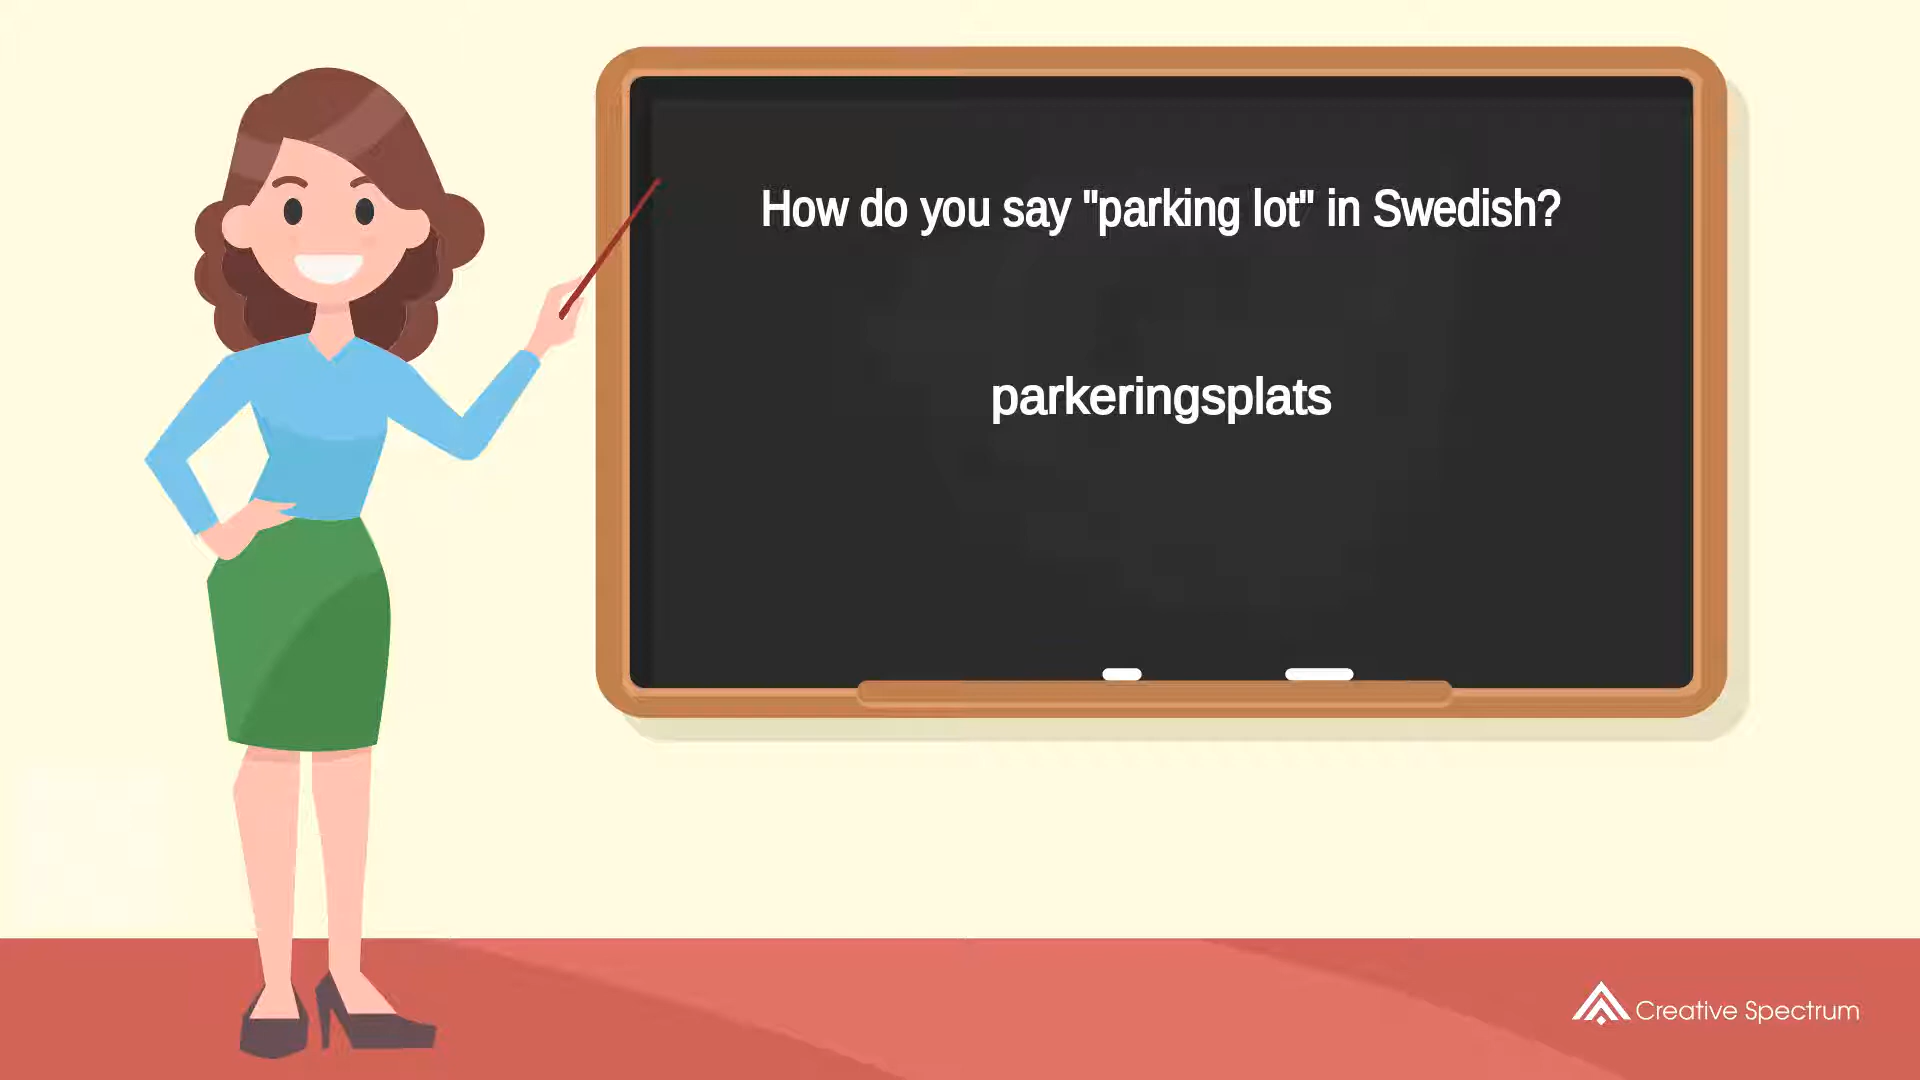 How do you say "parking lot" in Swedish?
parkeringsplats
Creative Spectrum